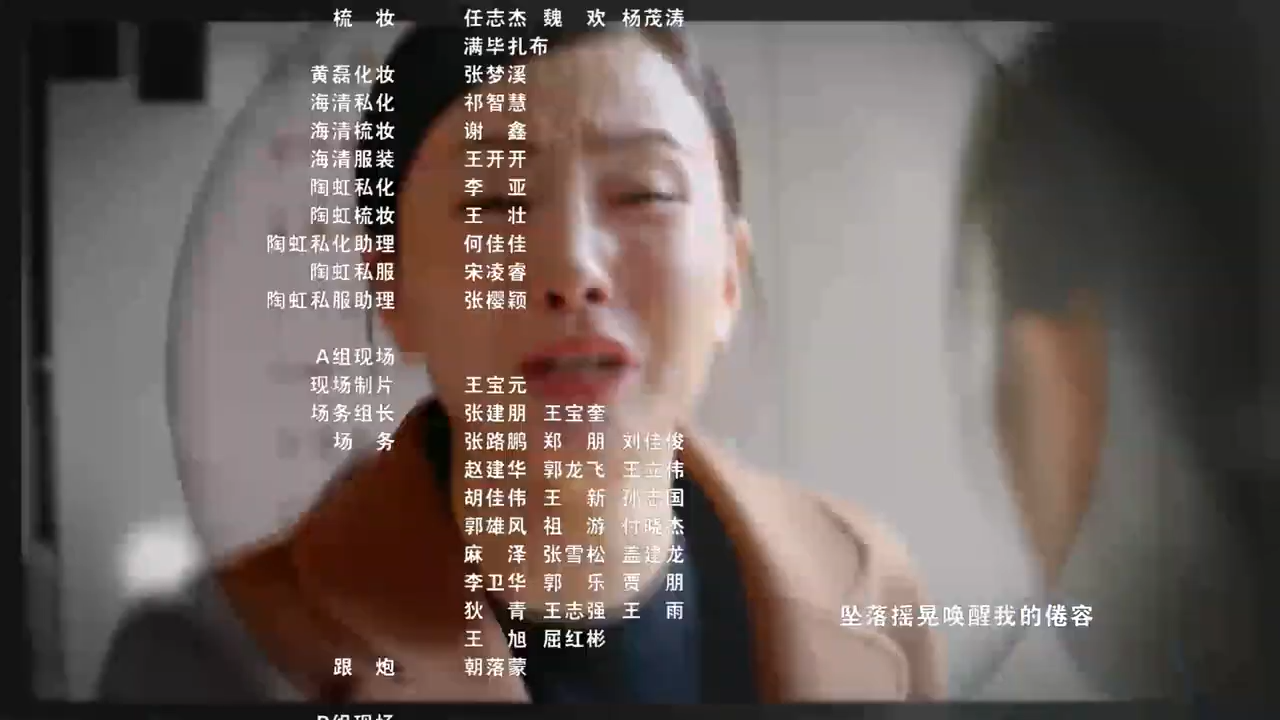 梳 妆 任志杰 魏 欢 杨茂涛
满毕扎布
黄磊化妆 张梦溪
海清私化 祁智慧
海清梳妆 谢 鑫
海清服装 王开开
陶虹私化 李 亚
陶虹梳妆 王 壮
陶虹私化助理 何佳佳
陶虹私服 宋凌睿
陶虹私服助理 张樱颖
A组现场
现场制片 王宝元
场务组长 张建朋 王宝奎
场 务 张路鹏 郑 朋 刘佳俊
赵建华 郭龙飞 王立伟
胡佳伟 王 新 孙志国
郭雄风 祖 游 付晓杰
麻 泽 张雪松 盖建龙
李卫华 郭 乐 贾 朋
狄 青 王志强 王 雨
王 旭 屈红彬
跟 炮 朝落蒙
坠落摇晃唤醒我的倦容